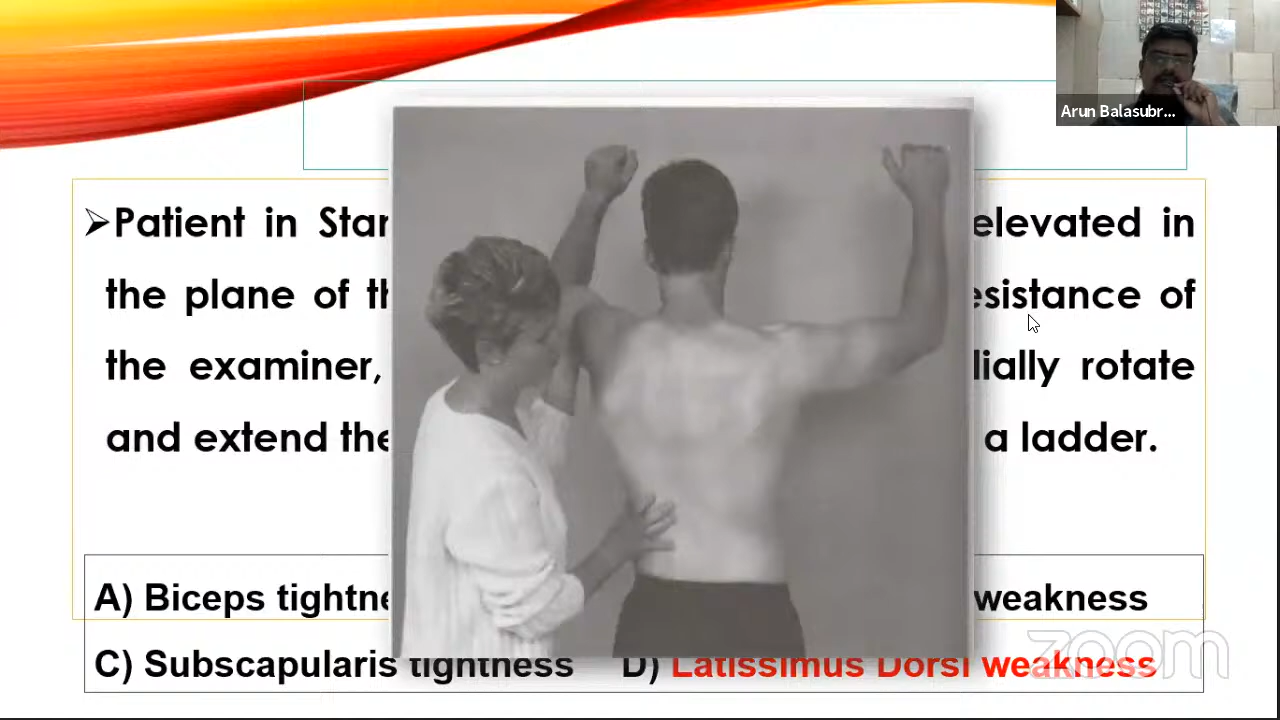 Arun Balasubr...
➢Patient in Star elevated in
the plane of th esistance of
the examiner, dially rotate
and extend the a ladder.
A) Biceps tightne weakness
C) Subscapularis tightness D) Latissimus Dorsi weakness
zoom